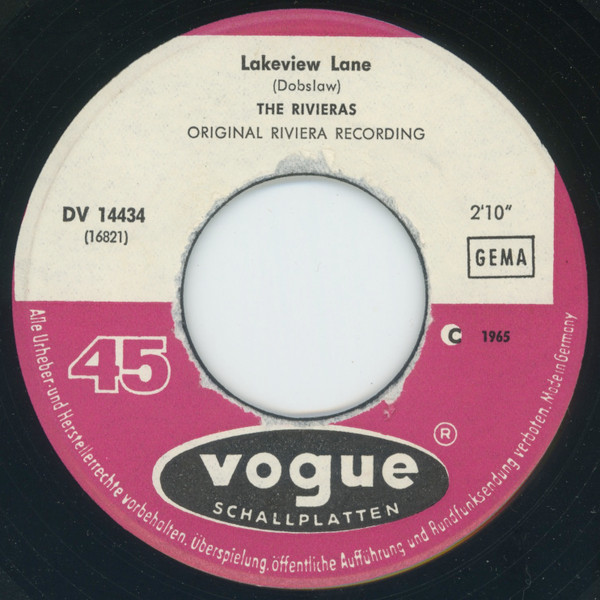 Lakeview Lane
(Dobslaw)
THE RIVIERAS
ORIGINAL RIVIERA RECORDING
DV 14434
(16821)
2'10"
GEMA
45
C 1965
vogue ®
SCHALLPLATTEN
Alle Urheber-und Herstellerrechte vorbehalten. Überspielung, öffentliche Aufführung und Rundfunksendung verboten. Made in Germany